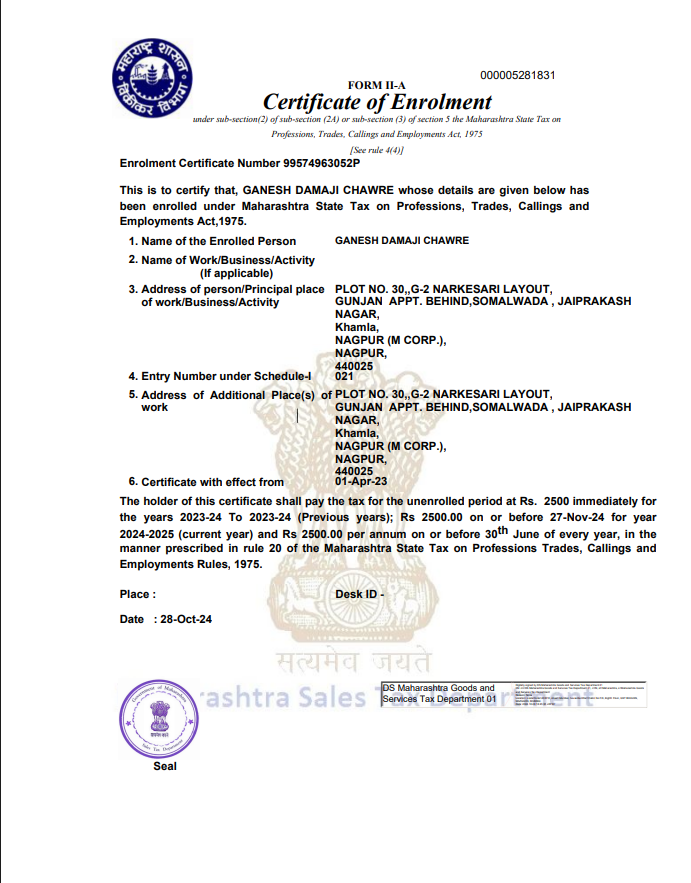 महाराष्ट्र शासन
विक्रीकर विभाग
000005281831
FORM II-A
Certificate of Enrolment
under sub-section(2) of sub-section (2A) or sub-section (3) of section 5 the Maharashtra State Tax on
Professions, Trades, Callings and Employments Act, 1975
[See rule 4(4)]
Enrolment Certificate Number 99574963052P
This is to certify that, GANESH DAMAJI CHAWRE whose details are given below has
been enrolled under Maharashtra State Tax on Professions, Trades, Callings and
Employments Act,1975.
1. Name of the Enrolled Person GANESH DAMAJI CHAWRE
2. Name of Work/Business/Activity
(If applicable)
3. Address of person/Principal place PLOT NO. 30,,G-2 NARKESARI LAYOUT,
of work/Business/Activity GUNJAN APPT. BEHIND,SOMALWADA , JAIPRAKASH
NAGAR,
Khamla,
NAGPUR (M CORP.),
NAGPUR,
440025
4. Entry Number under Schedule-I 021
5. Address of Additional Place(s) of PLOT NO. 30,,G-2 NARKESARI LAYOUT,
work GUNJAN APPT. BEHIND,SOMALWADA , JAIPRAKASH
NAGAR,
Khamla,
NAGPUR (M CORP.),
NAGPUR,
440025
6. Certificate with effect from 01-Apr-23
The holder of this certificate shall pay the tax for the unenrolled period at Rs. 2500 immediately for
the years 2023-24 To 2023-24 (Previous years); Rs 2500.00 on or before 27-Nov-24 for year
2024-2025 (current year) and Rs 2500.00 per annum on or before 30th June of every year, in the
manner prescribed in rule 20 of the Maharashtra State Tax on Professions Trades, Callings and
Employments Rules, 1975.
Place : Desk ID -
Date : 28-Oct-24
सत्यमेव जयते
ashtra Sales Tax Department
DS Maharashtra Goods and
Services Tax Department 01
Government of Maharashtra
Sales Tax Department
Seal